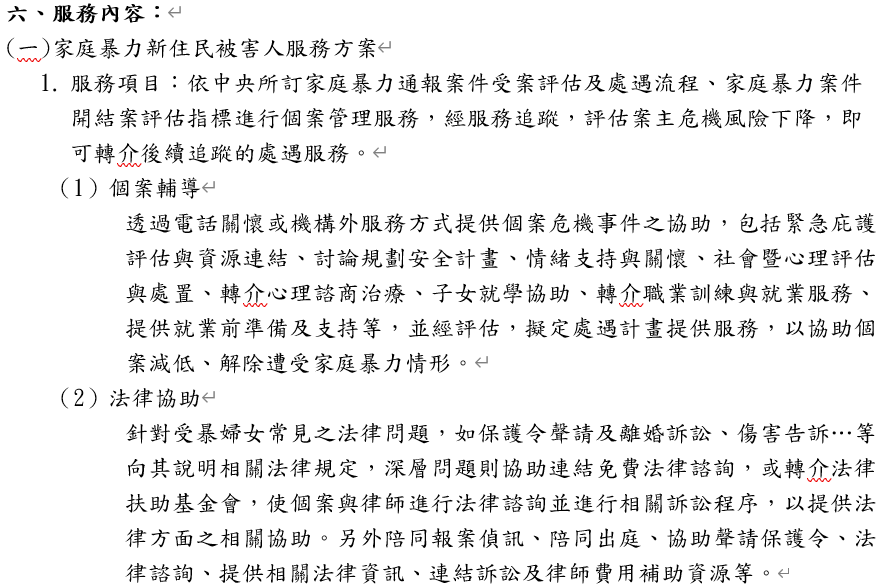 六、服務內容：
(一)家庭暴力新住民被害人服務方案
1. 服務項目：依中央所訂家庭暴力通報案件受案評估及處遇流程、家庭暴力案件
開結案評估指標進行個案管理服務，經服務追蹤，評估案主危機風險下降，即
可轉介後續追蹤的處遇服務。
（1）個案輔導
透過電話關懷或機構外服務方式提供個案危機事件之協助，包括緊急庇護
評估與資源連結、討論規劃安全計畫、情緒支持與關懷、社會暨心理評估
與處置、轉介心理諮商治療、子女就學協助、轉介職業訓練與就業服務、
提供就業前準備及支持等，並經評估，擬定處遇計畫提供服務，以協助個
案減低、解除遭受家庭暴力情形。
（2）法律協助
針對受暴婦女常見之法律問題，如保護令聲請及離婚訴訟、傷害告訴…等
向其說明相關法律規定，深層問題則協助連結免費法律諮詢，或轉介法律
扶助基金會，使個案與律師進行法律諮詢並進行相關訴訟程序，以提供法
律方面之相關協助。另外陪同報案偵訊、陪同出庭、協助聲請保護令、法
律諮詢、提供相關法律資訊、連結訴訟及律師費用補助資源等。